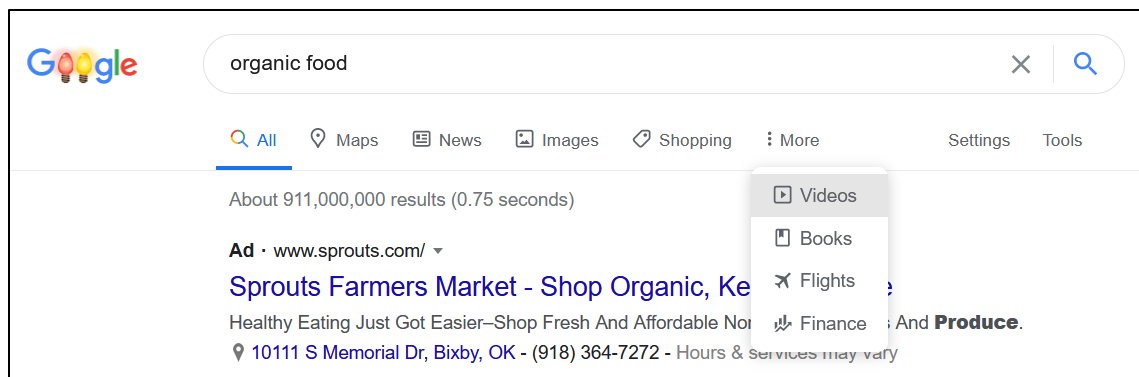 Google
organic food
All Maps News Images Shopping More Settings Tools
About 911,000,000 results (0.75 seconds)
Videos
Books
Flights
Finance
Ad · www.sprouts.com/
Sprouts Farmers Market - Shop Organic,
Healthy Eating Just Got Easier–Shop Fresh And Affordable And Produce.
10111 S Memorial Dr, Bixby, OK - (918) 364-7272 - Hours & services may vary